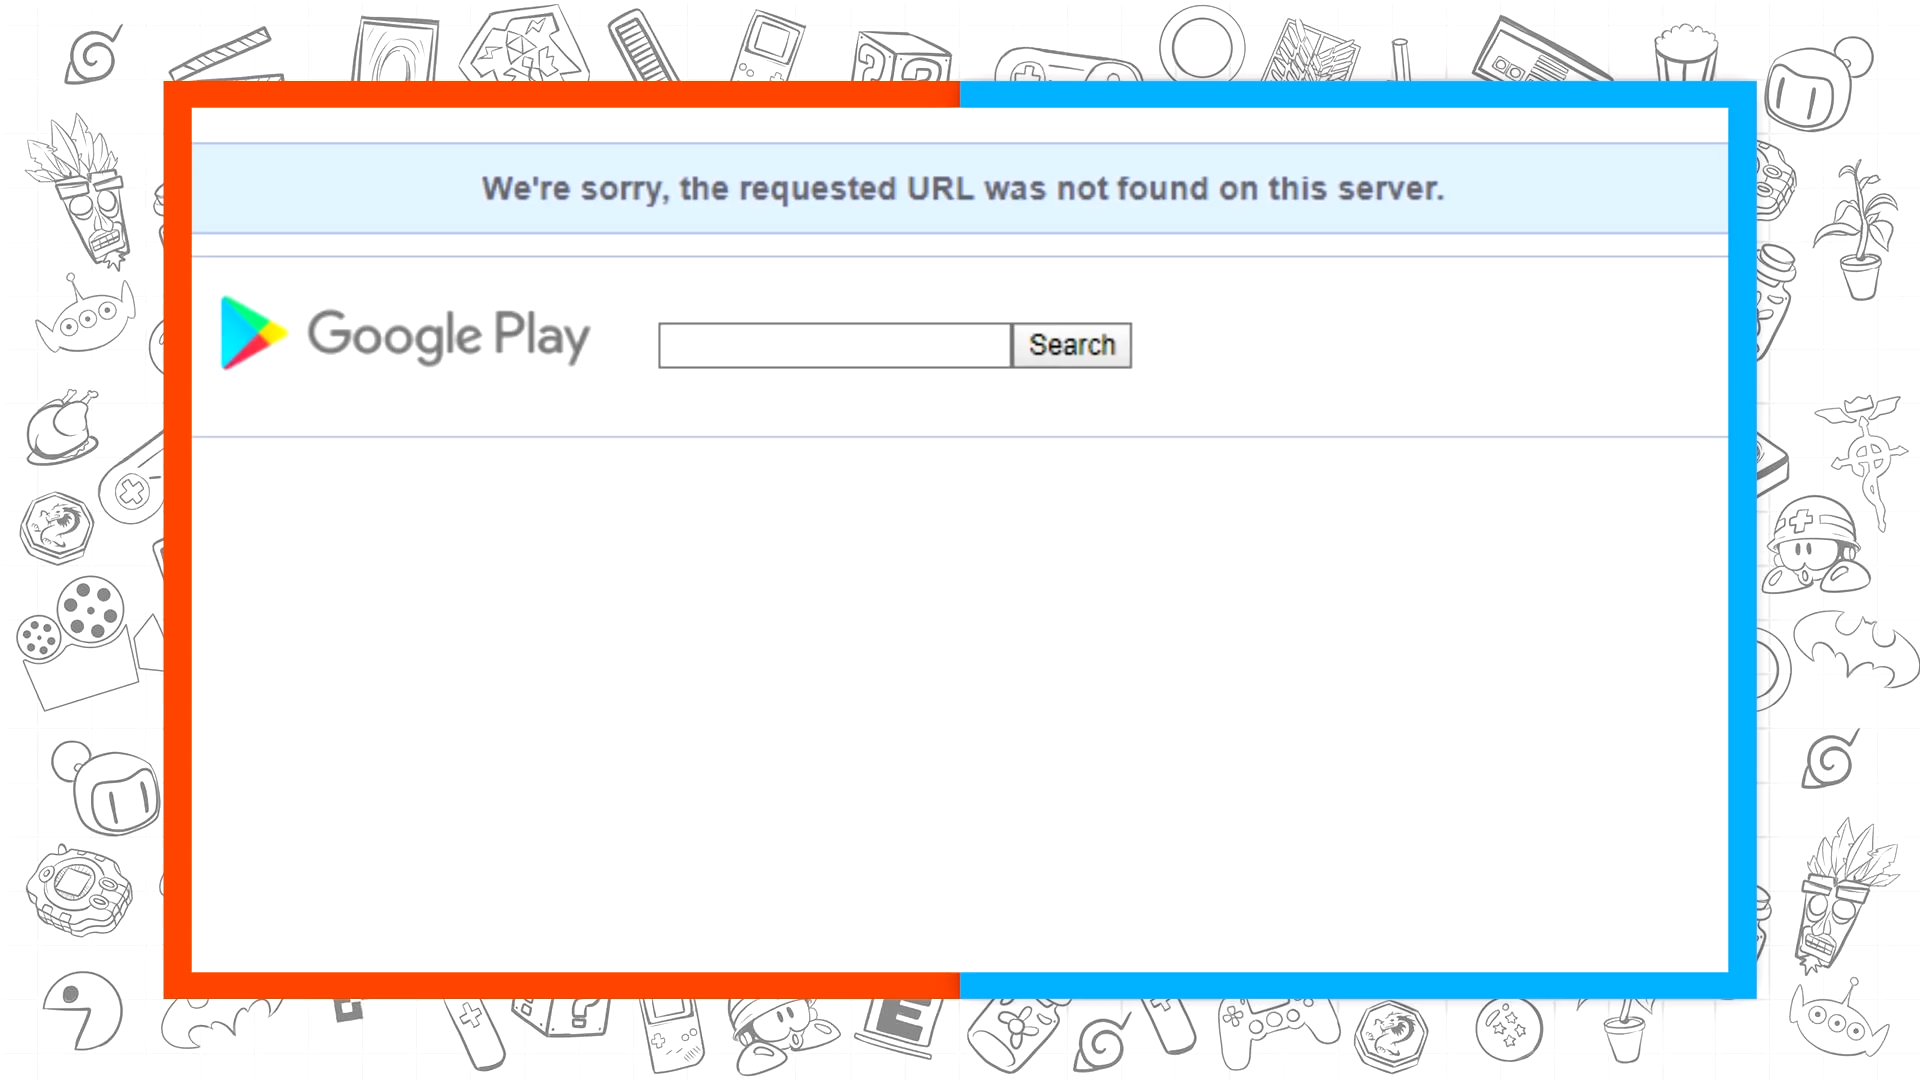 We're sorry, the requested URL was not found on this server.
Google Play
Search
? ?
?
E